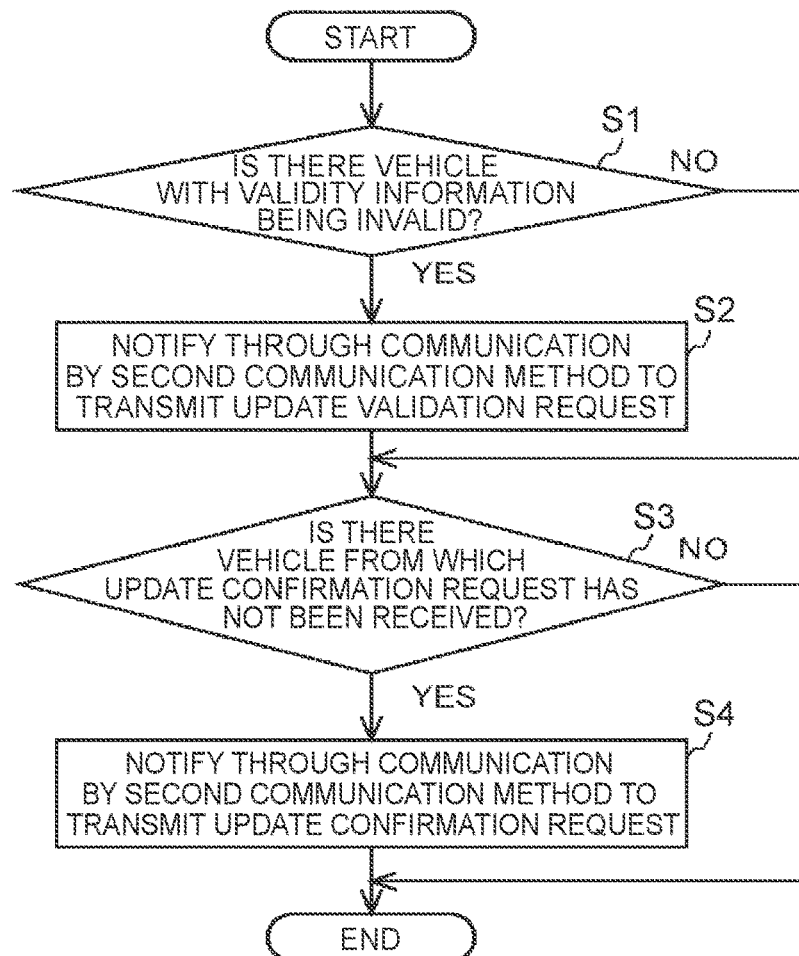 START
S1
IS THERE VEHICLE
WITH VALIDITY INFORMATION
BEING INVALID?
NO
YES
S2
NOTIFY THROUGH COMMUNICATION
BY SECOND COMMUNICATION METHOD TO
TRANSMIT UPDATE VALIDATION REQUEST
S3
IS THERE
VEHICLE FROM WHICH
UPDATE CONFIRMATION REQUEST HAS
NOT BEEN RECEIVED?
NO
YES
S4
NOTIFY THROUGH COMMUNICATION
BY SECOND COMMUNICATION METHOD TO
TRANSMIT UPDATE CONFIRMATION REQUEST
END